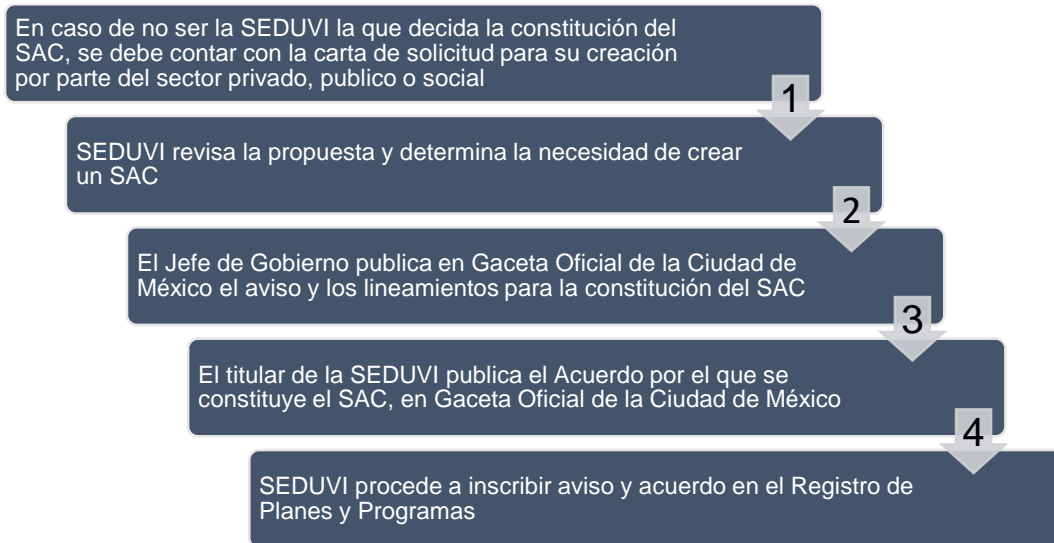 En caso de no ser la SEDUVI la que decida la constitución del
SAC, se debe contar con la carta de solicitud para su creación
por parte del sector privado, publico o social
1
SEDUVI revisa la propuesta y determina la necesidad de crear
un SAC
2
El Jefe de Gobierno publica en Gaceta Oficial de la Ciudad de
México el aviso y los lineamientos para la constitución del SAC
3
El titular de la SEDUVI publica el Acuerdo por el que se
constituye el SAC, en Gaceta Oficial de la Ciudad de México
4
SEDUVI procede a inscribir aviso y acuerdo en el Registro de
Planes y Programas